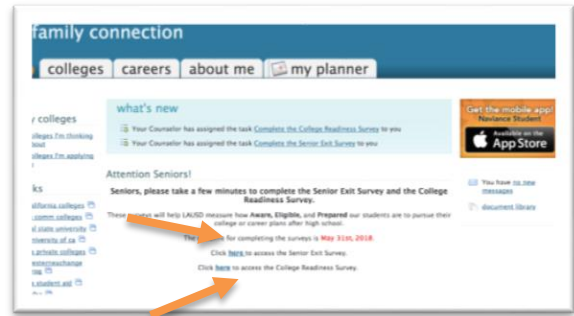 family connection
colleges
careers
about me
my planner
colleges
colleges I'm thinking
colleges I'm applying
what's new
Your Counselor has assigned the task Complete the College Readiness Survey to you
Your Counselor has assigned the task Complete the Senior Exit Survey to you
Attention Seniors!
Seniors, please take a few minutes to complete the Senior Exit Survey and the College
Readiness Survey.
These surveys will help LAUSD measure how Aware, Eligible, and Prepared our students are to pursue their
college or career plans after high school.
for completing the surveys is May 31st, 2018.
Click here to access the Senior Exit Survey.
Click here to access the College Readiness Survey.
california colleges
comm colleges
state university
of ca
private colleges
student aid
Get the mobile app!
Naviance Student
Available on the
App Store
You have no new
messages
document library